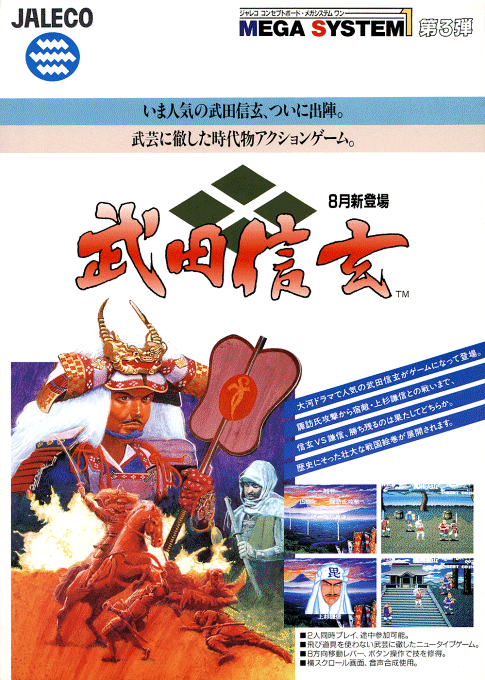 JALECO
ジャレコ コンセプトボード・メガシステム ワン
MEGA SYSTEM 1 第3弾
いま人気の武田信玄、ついに出陣。
武芸に徹した時代物アクションゲーム。
8月新登場
武田信玄
TM
大河ドラマで人気の武田信玄がゲームになって登場。
諏訪氏攻撃から宿敵・上杉謙信との戦いまで、
信玄VS謙信、勝ち残るのは果たしてどちらか。
歴史にそった壮大な戦国絵巻が展開されます。
毘
上杉謙信
■2人同時プレイ、途中参加可能。
■飛び道具を使わない武芸に徹したニュータイプゲーム。
■8方向移動レバー、ボタン操作で技を修得。
■横スクロール画面、音声合成使用。